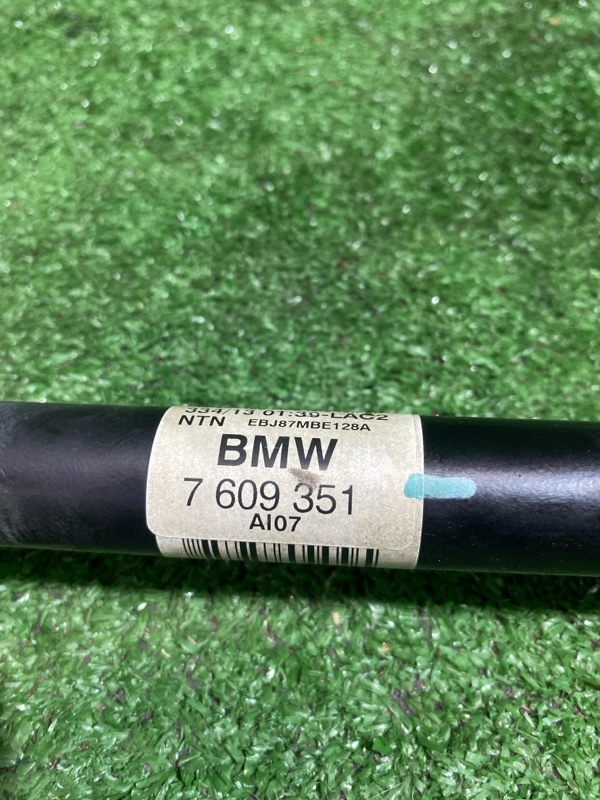 334/13 01:39-LAC2
NTN EBJ87MBE128A
BMW
7 609 351
AI07